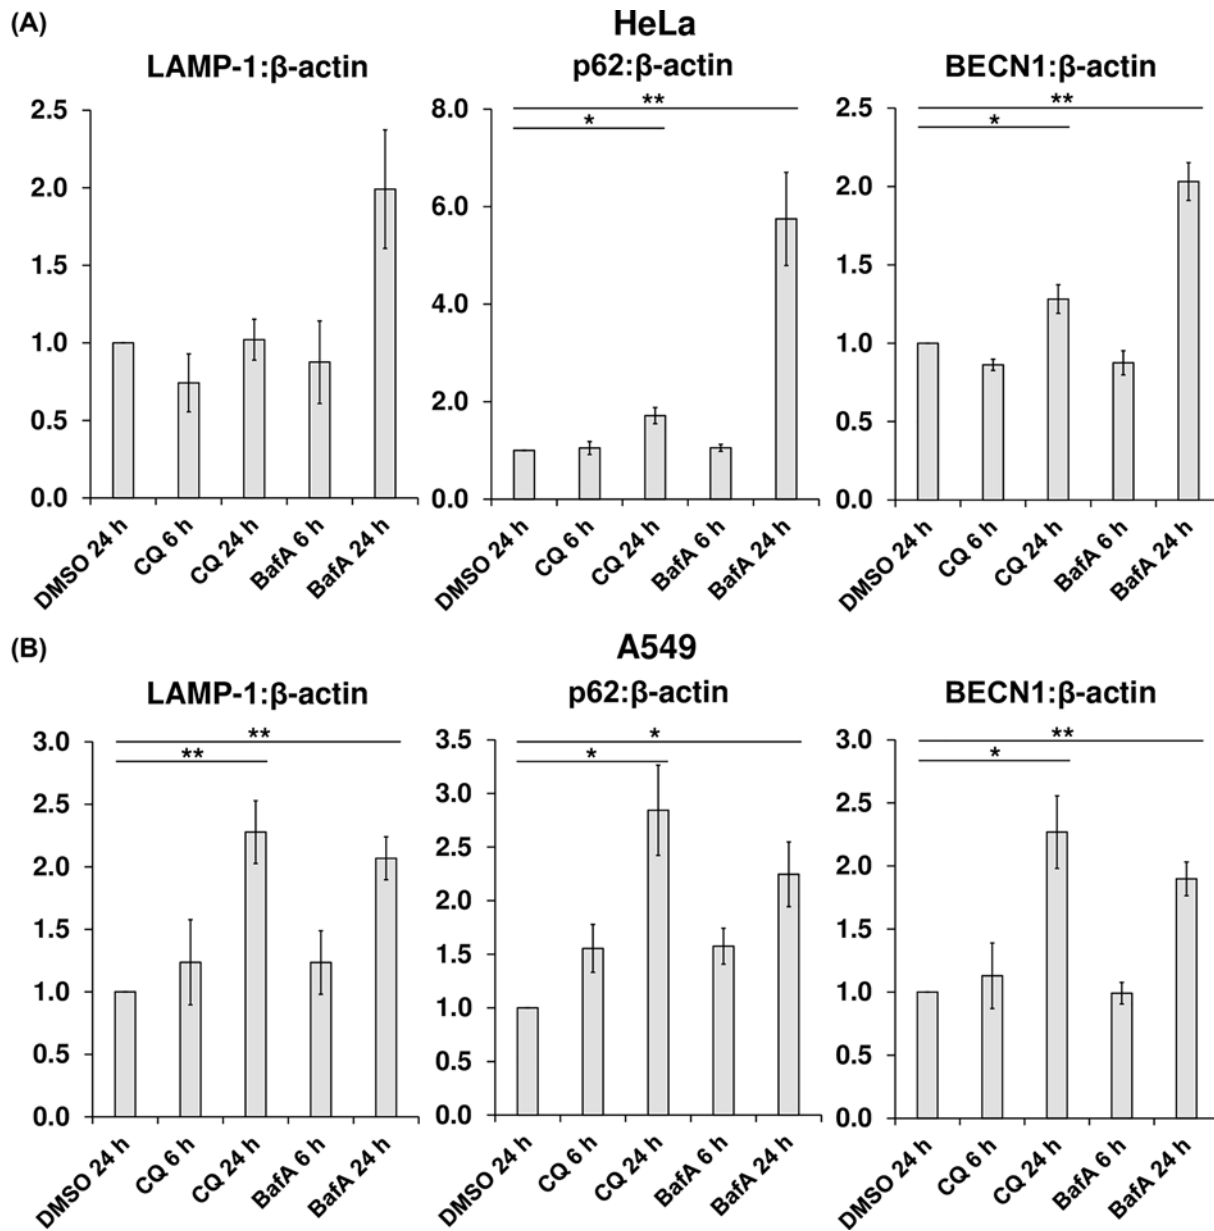 (A)
HeLa
LAMP-1:β-actin
p62:β-actin
BECN1:β-actin
2.5
2.0
1.5
1.0
0.5
0.0
DMSO 24 h
CQ 6 h
CQ 24 h
BafA 6 h
BafA 24 h
**
*
8.0
6.0
4.0
2.0
0.0
DMSO 24 h
CQ 6 h
CQ 24 h
BafA 6 h
BafA 24 h
**
*
2.5
2.0
1.5
1.0
0.5
0.0
DMSO 24 h
CQ 6 h
CQ 24 h
BafA 6 h
BafA 24 h
(B)
A549
LAMP-1:β-actin
p62:β-actin
BECN1:β-actin
**
**
3.0
2.5
2.0
1.5
1.0
0.5
0.0
DMSO 24 h
CQ 6 h
CQ 24 h
BafA 6 h
BafA 24 h
*
*
3.5
3.0
2.5
2.0
1.5
1.0
0.5
0.0
DMSO 24 h
CQ 6 h
CQ 24 h
BafA 6 h
BafA 24 h
**
*
3.0
2.5
2.0
1.5
1.0
0.5
0.0
DMSO 24 h
CQ 6 h
CQ 24 h
BafA 6 h
BafA 24 h